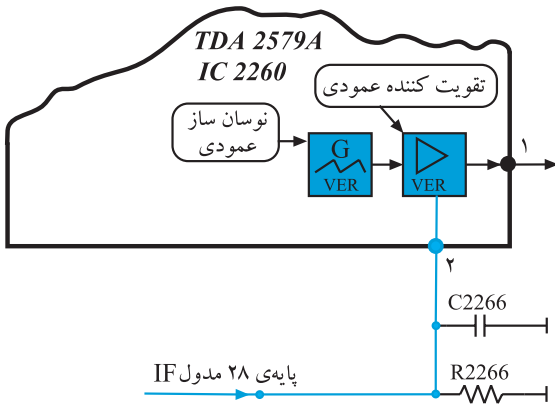 TDA 2579A
IC 2260
تقویت کننده عمودی
نوسان ساز
عمودی
G
VER
VER
۱
۲
C2266
R2266
پایه‌ی ۲۸ مدول IF